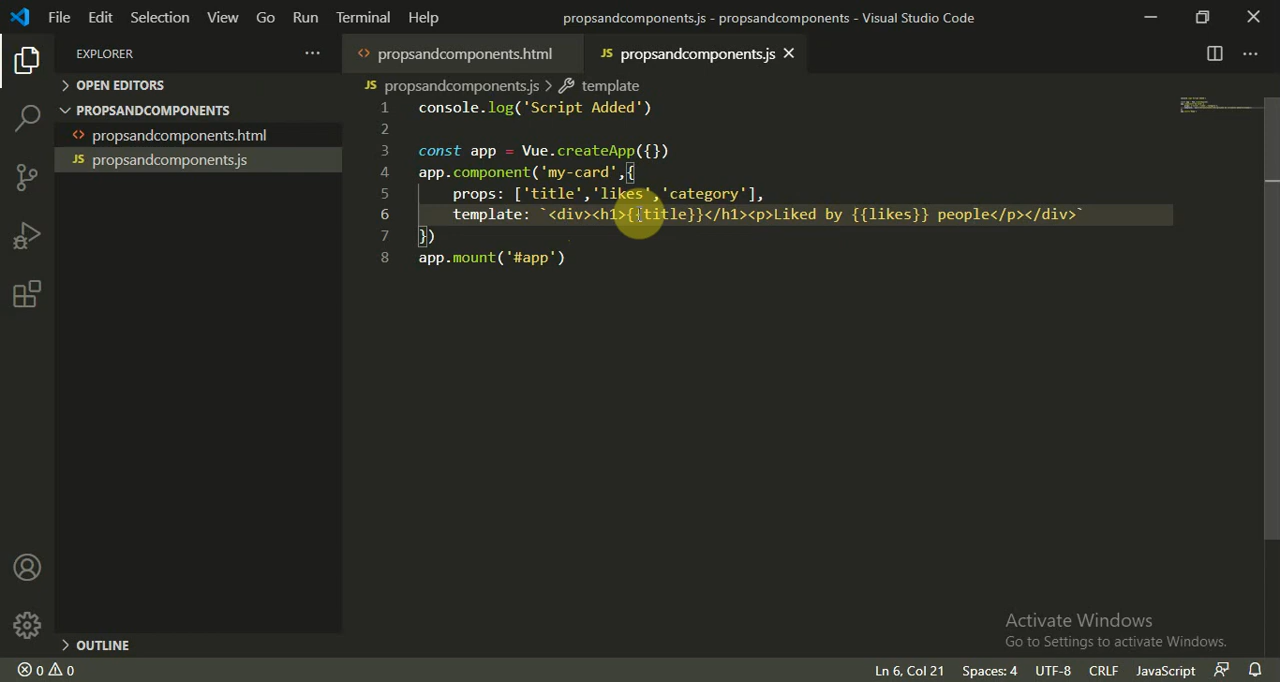 File Edit Selection View Go Run Terminal Help propsandcomponents.js - propsandcomponents - Visual Studio Code
EXPLORER
OPEN EDITORS
PROPSANDCOMPONENTS
propsandcomponents.html
JS propsandcomponents.js
OUTLINE
propsandcomponents.html JS propsandcomponents.js
JS propsandcomponents.js > template
1 console.log('Script Added')
2
3 const app = Vue.createApp({})
4 app.component('my-card',{
5 props: ['title','likes','category'],
6 template: `<div><h1>{{title}}</h1><p>Liked by {{likes}} people</p></div>`
7 })
8 app.mount('#app')
Activate Windows
Go to Settings to activate Windows.
0 0 Ln 6, Col 21 Spaces: 4 UTF-8 CRLF JavaScript